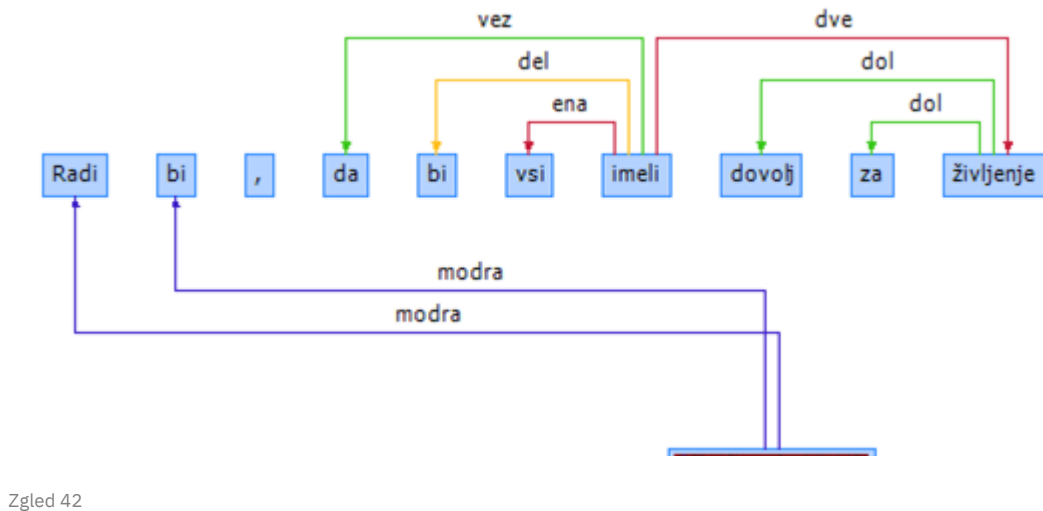 vez dve
del dol
ena dol
Radi bi , da bi vsi imeli dovolj za življenje
modra
modra
Zgled 42